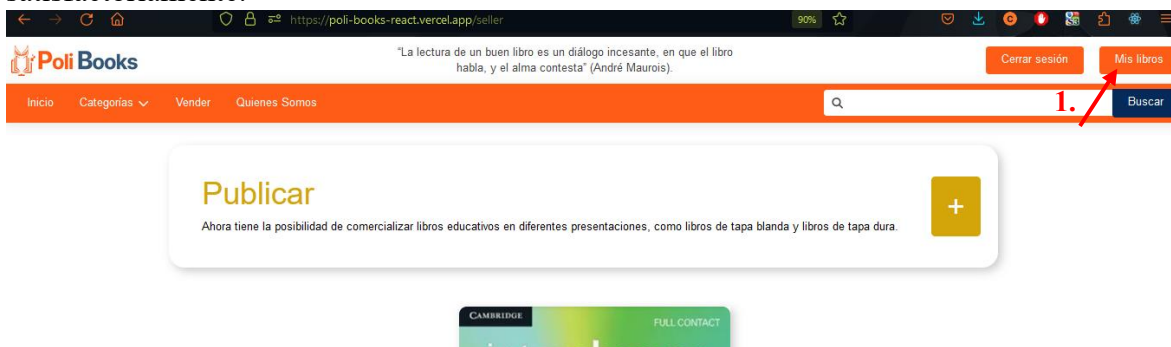 https://poli-books-react.vercel.app/seller 90%
Poli Books
“La lectura de un buen libro es un diálogo incesante, en que el libro
habla, y el alma contesta” (André Maurois).
Cerrar sesión Mis libros
Inicio Categorías Vender Quienes Somos
1.
Buscar
Publicar
+
Ahora tiene la posibilidad de comercializar libros educativos en diferentes presentaciones, como libros de tapa blanda y libros de tapa dura.
CAMBRIDGE
FULL CONTACT